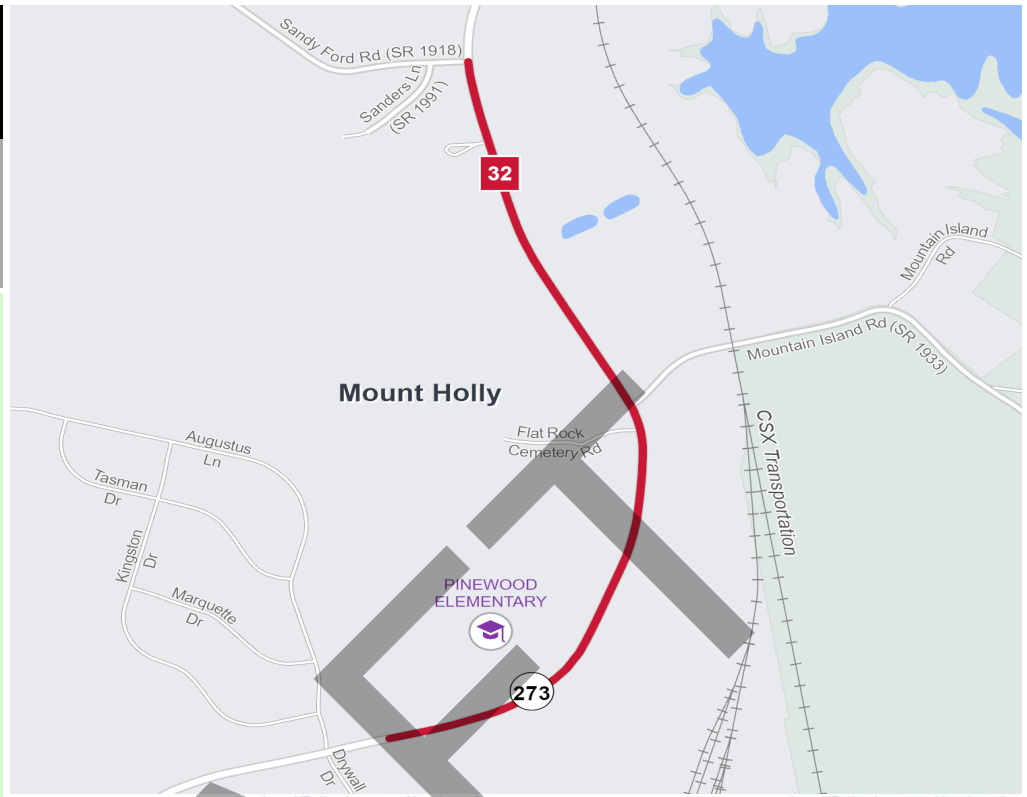 Sandy Ford Rd (SR 1918)
Sanders Ln
(SR 1991)
32
Mountain Island
Rd
Mountain Island Rd (SR 1933)
Mount Holly
Flat Rock
Cemetery Rd
CSX Transportation
Augustus
Ln
Tasman
Dr
Kingston
Dr
Marquette
Dr
PINEWOOD
ELEMENTARY
273
Drywall
Dr